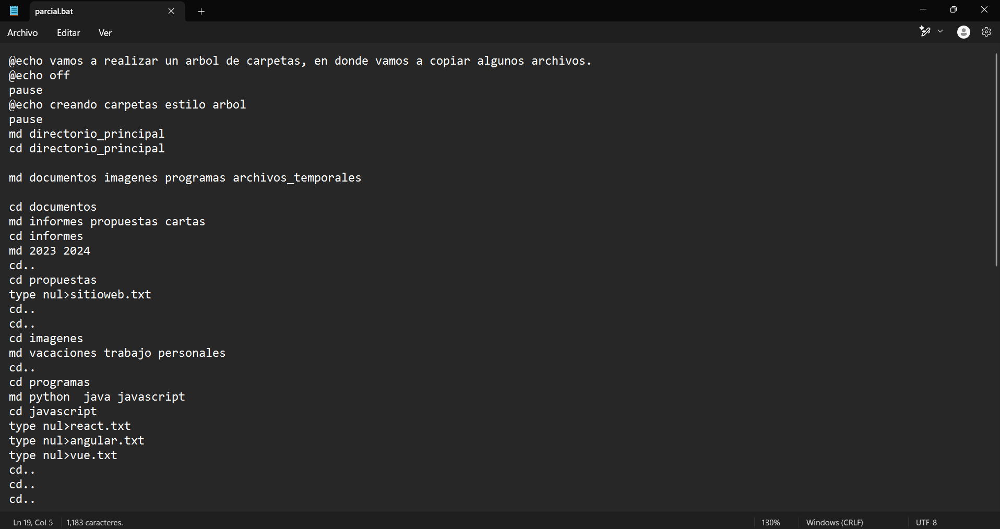 parcial.bat
Archivo Editar Ver
@echo vamos a realizar un arbol de carpetas, en donde vamos a copiar algunos archivos.
@echo off
pause
@echo creando carpetas estilo arbol
pause
md directorio_principal
cd directorio_principal
md documentos imagenes programas archivos_temporales
cd documentos
md informes propuestas cartas
cd informes
md 2023 2024
cd..
cd propuestas
type nul>sitioweb.txt
cd..
cd..
cd imagenes
md vacaciones trabajo personales
cd..
cd programas
md python  java javascript
cd javascript
type nul>react.txt
type nul>angular.txt
type nul>vue.txt
cd..
cd..
cd..
Ln 19, Col 5 1,183 caracteres. 130% Windows (CRLF) UTF-8